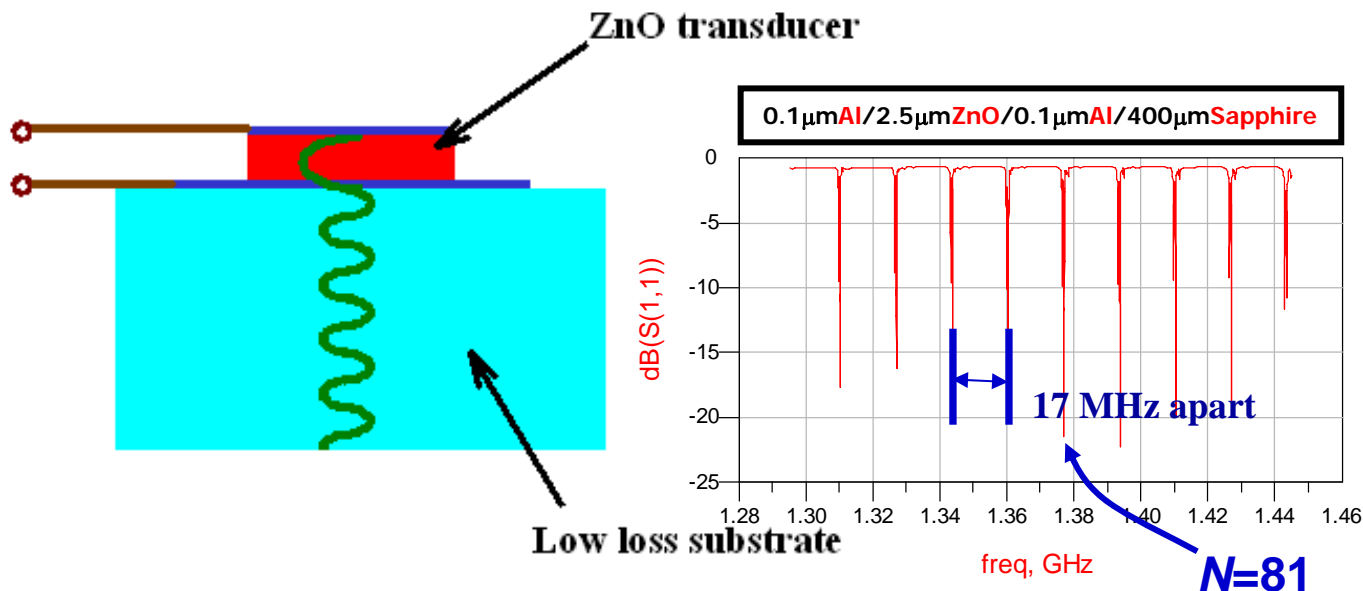 ZnO transducer
Low loss substrate
0.1μmAl/2.5μmZnO/0.1μmAl/400μmSapphire
dB(S(1,1))
0
-5
-10
-15
-20
-25
17 MHz apart
1.28 1.30 1.32 1.34 1.36 1.38 1.40 1.42 1.44 1.46
freq, GHz
N=81